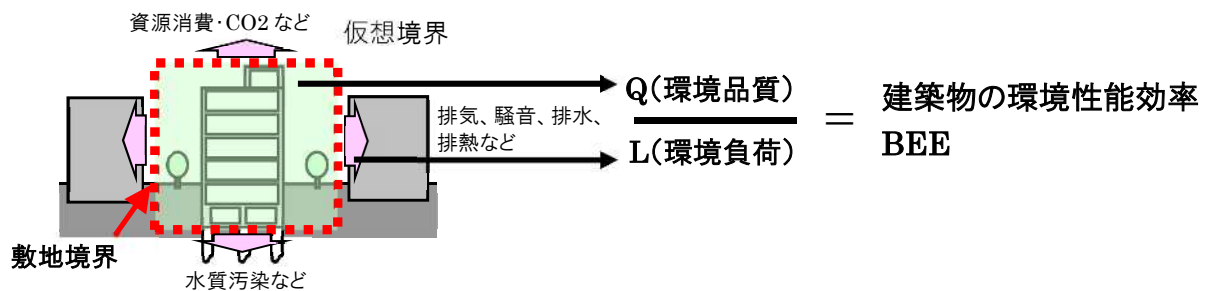 資源消費・CO2など
仮想境界
Q(環境品質)
排気、騒音、排水、
排熱など
L(環境負荷)
=
建築物の環境性能効率
BEE
敷地境界
水質汚染など